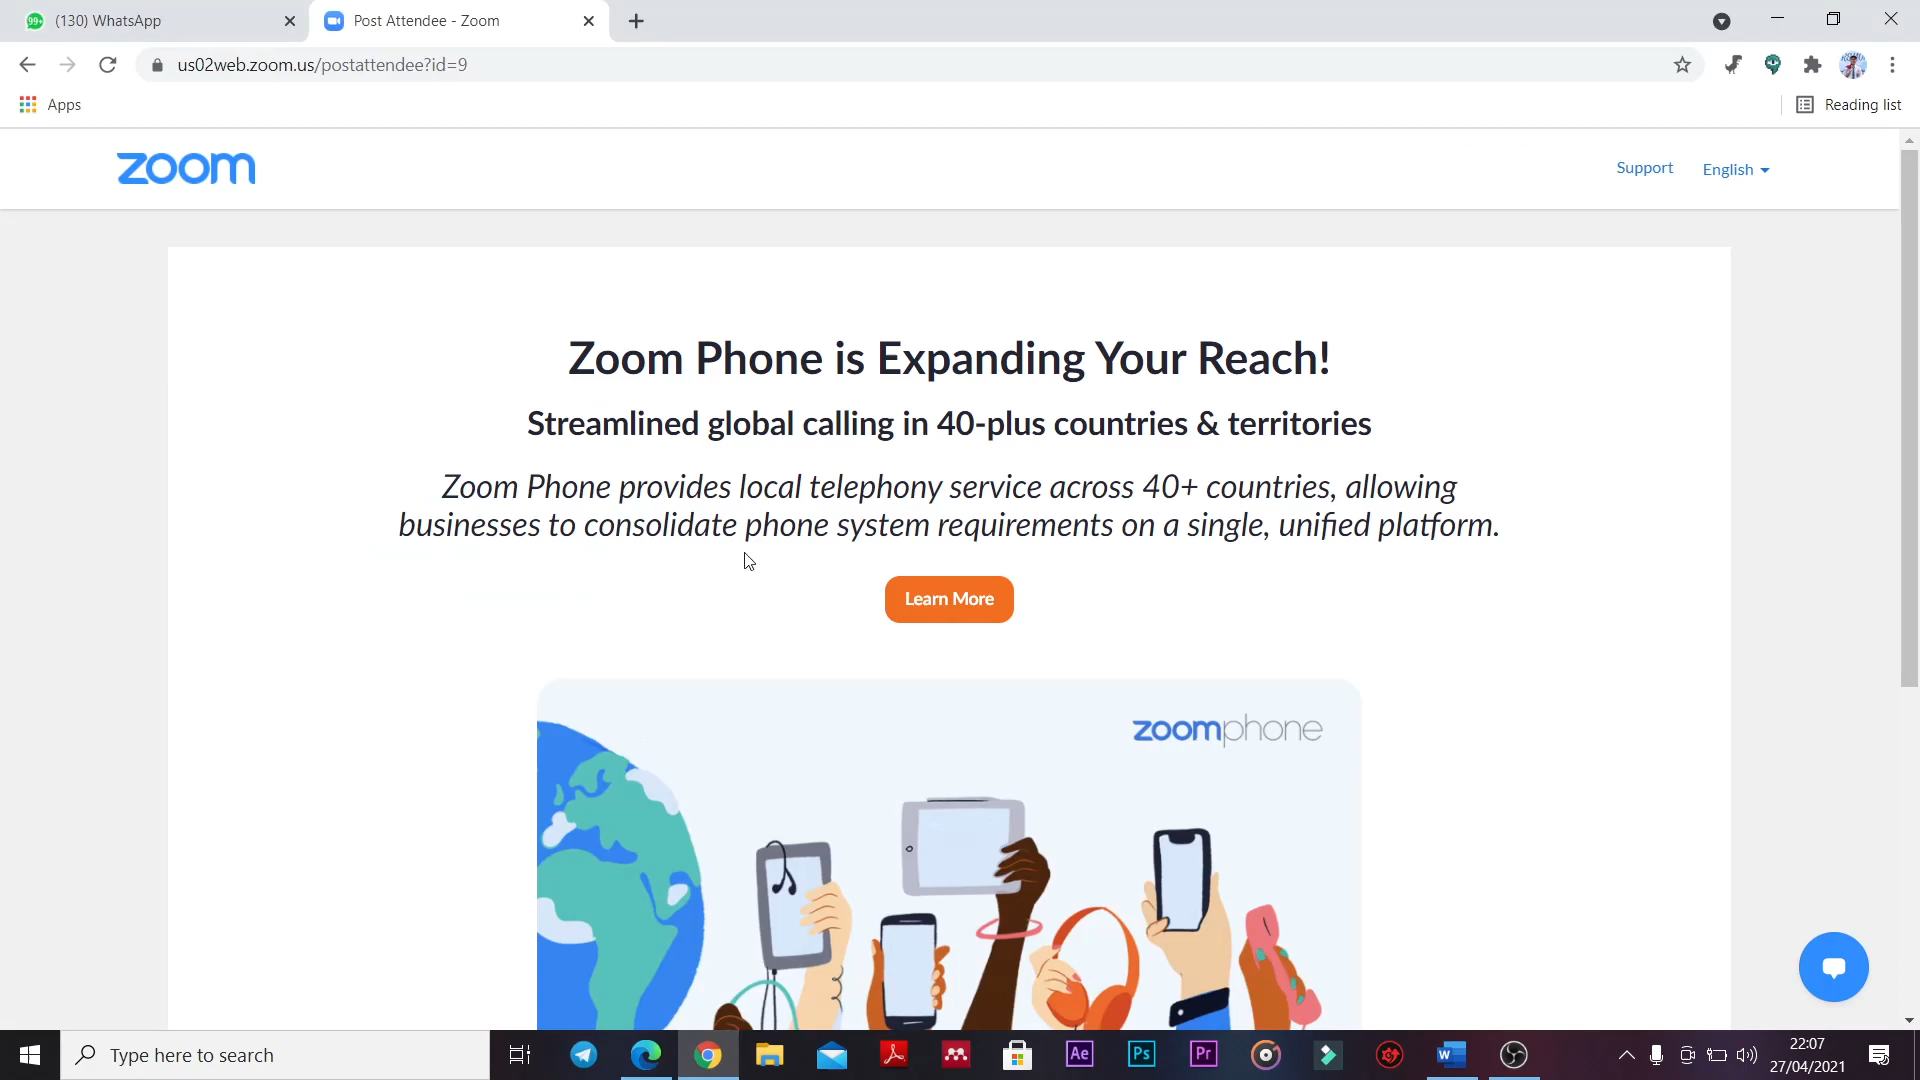 (130) WhatsApp
Post Attendee - Zoom
us02web.zoom.us/postattendee?id=9
Apps
Reading list
zoom
Support
English
Zoom Phone is Expanding Your Reach!
Streamlined global calling in 40-plus countries & territories
Zoom Phone provides local telephony service across 40+ countries, allowing
businesses to consolidate phone system requirements on a single, unified platform.
Learn More
zoomphone
Type here to search
Ae
Ps
Pr
W
22:07
27/04/2021